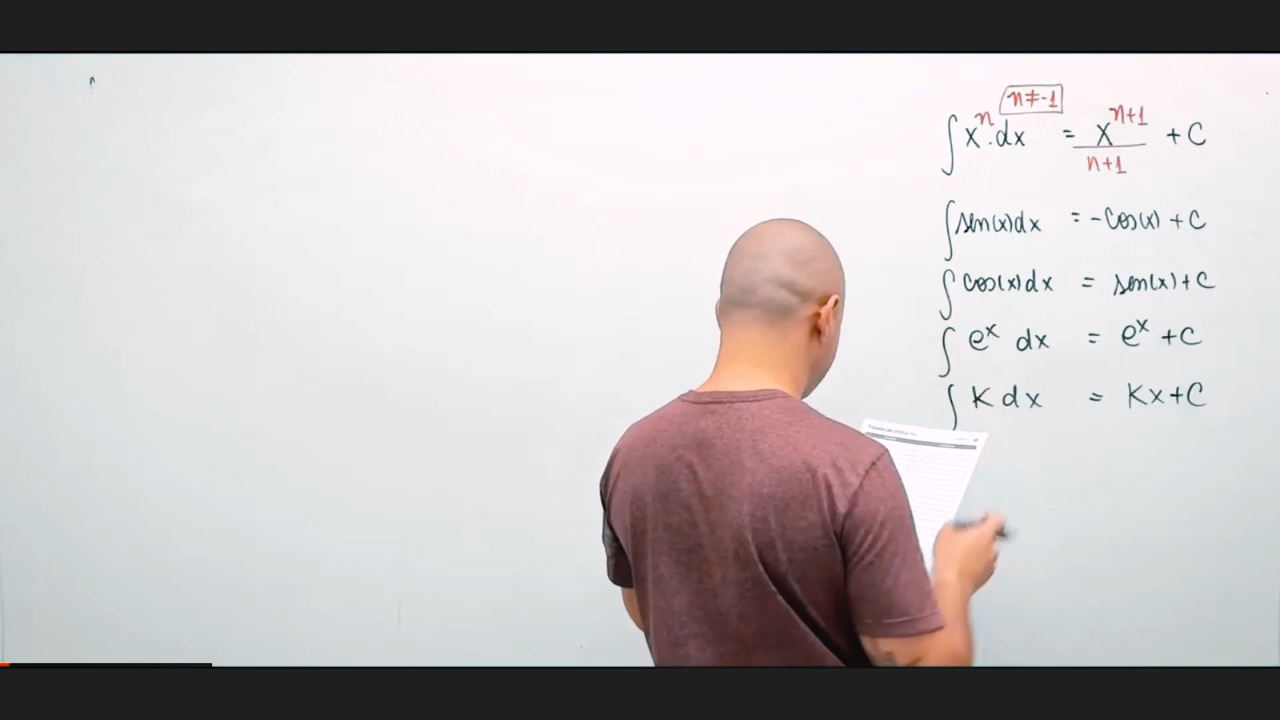 n≠-1
∫xⁿ.dx = xⁿ⁺¹/n+1 + C
∫sen(x)dx = -cos(x) + C
∫cos(x)dx = sen(x) + C
∫eˣ dx = eˣ + C
∫K dx = Kx + C